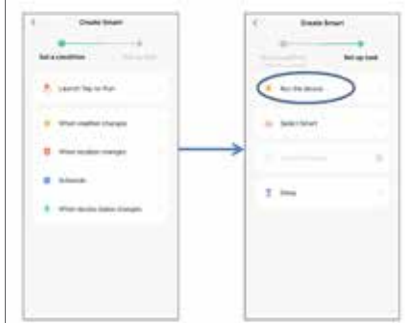 Create Smart
Set a condition
Launch Tap-to-Run
When weather changes
When location changes
Schedule
When device status changes
Create Smart
Set up task
Run the device
Select Smart
Delay